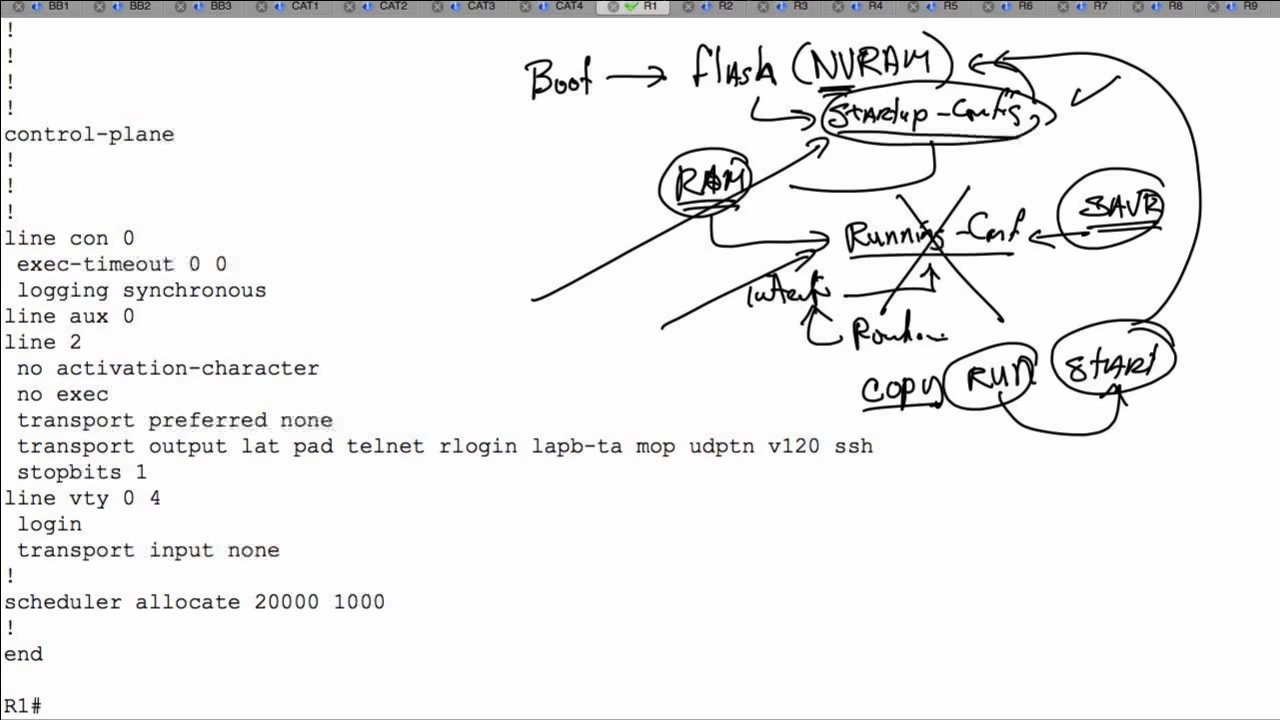 BB1 BB2 BB3 CAT1 CAT2 CAT3 CAT4 R1 R2 R3 R4 R5 R6 R7 R8 R9
!
!
!
!
control-plane
!
!
!
line con 0
exec-timeout 0 0
logging synchronous
line aux 0
line 2
no activation-character
no exec
transport preferred none
transport output lat pad telnet rlogin lapb-ta mop udptn v120 ssh
stopbits 1
line vty 0 4
login
transport input none
!
scheduler allocate 20000 1000
!
end
R1#
Boot → flash (NVRAM)
Startup-Config
RAM
SAVE
Running-Conf
copy RUN START